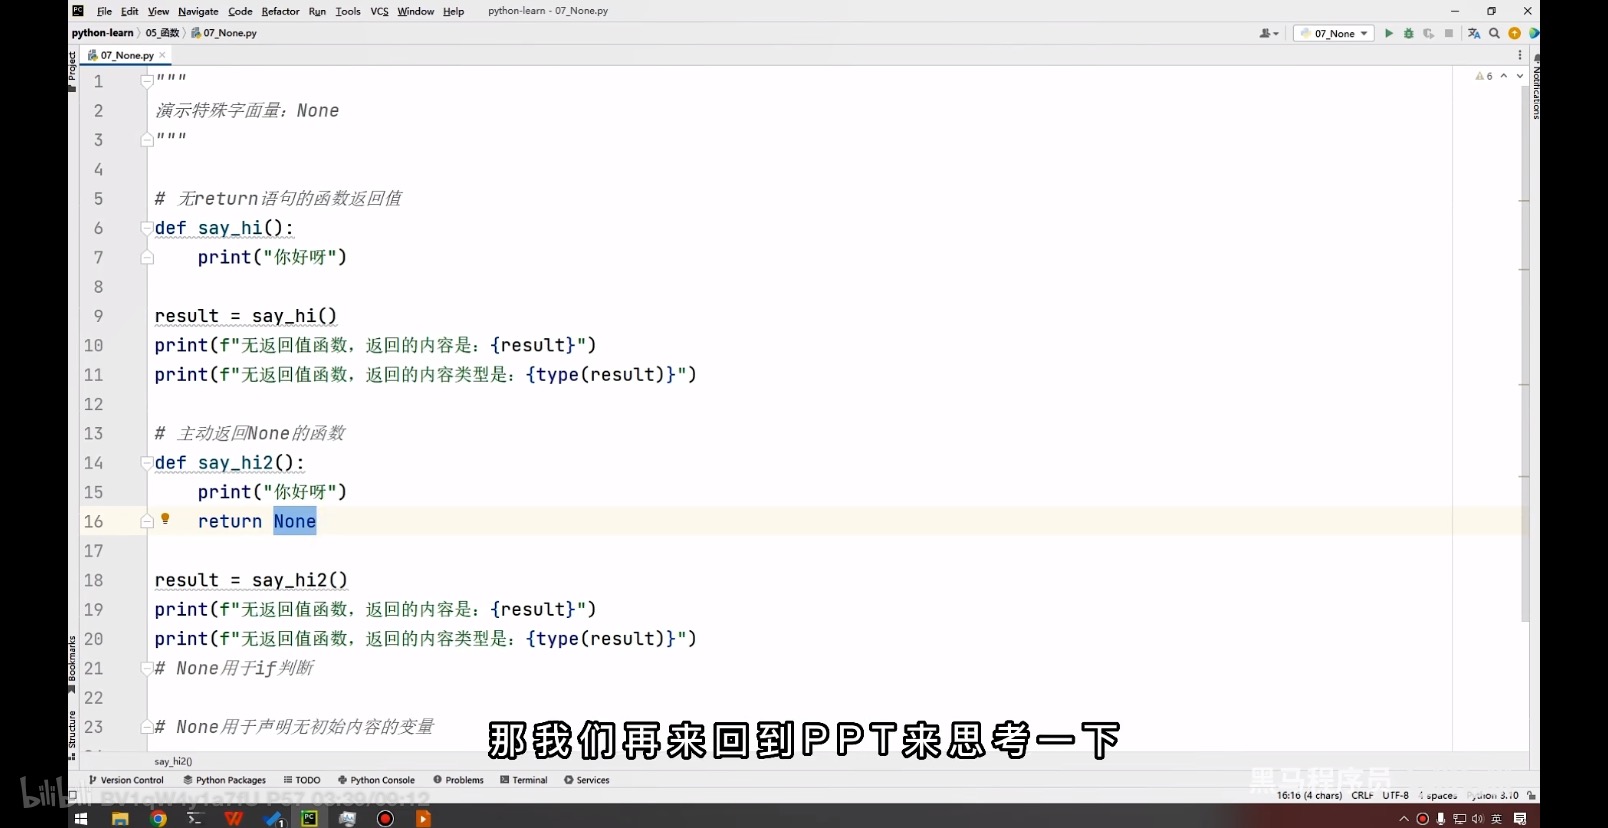 File Edit View Navigate Code Refactor Run Tools VCS Window Help python-learn - 07_None.py
python-learn 05_函数 07_None.py 07_None
07_None.py
Project
Notifications
6
1 """
2 演示特殊字面量：None
3 """
4
5 # 无return语句的函数返回值
6 def say_hi():
7 print("你好呀")
8
9 result = say_hi()
10 print(f"无返回值函数，返回的内容是：{result}")
11 print(f"无返回值函数，返回的内容类型是：{type(result)}")
12
13 # 主动返回None的函数
14 def say_hi2():
15 print("你好呀")
16 return None
17
18 result = say_hi2()
19 print(f"无返回值函数，返回的内容是：{result}")
20 print(f"无返回值函数，返回的内容类型是：{type(result)}")
21 # None用于if判断
22
23 # None用于声明无初始内容的变量
Bookmarks
Structure
那我们再来回到PPT来思考一下
say_hi2()
Version Control Python Packages TODO Python Console Problems Terminal Services
黑马程序员
bilibili BV1qW4y1a7fU P57 03:39/09:12
16:16 (4 chars) CRLF UTF-8 4 spaces Python 3.10
英